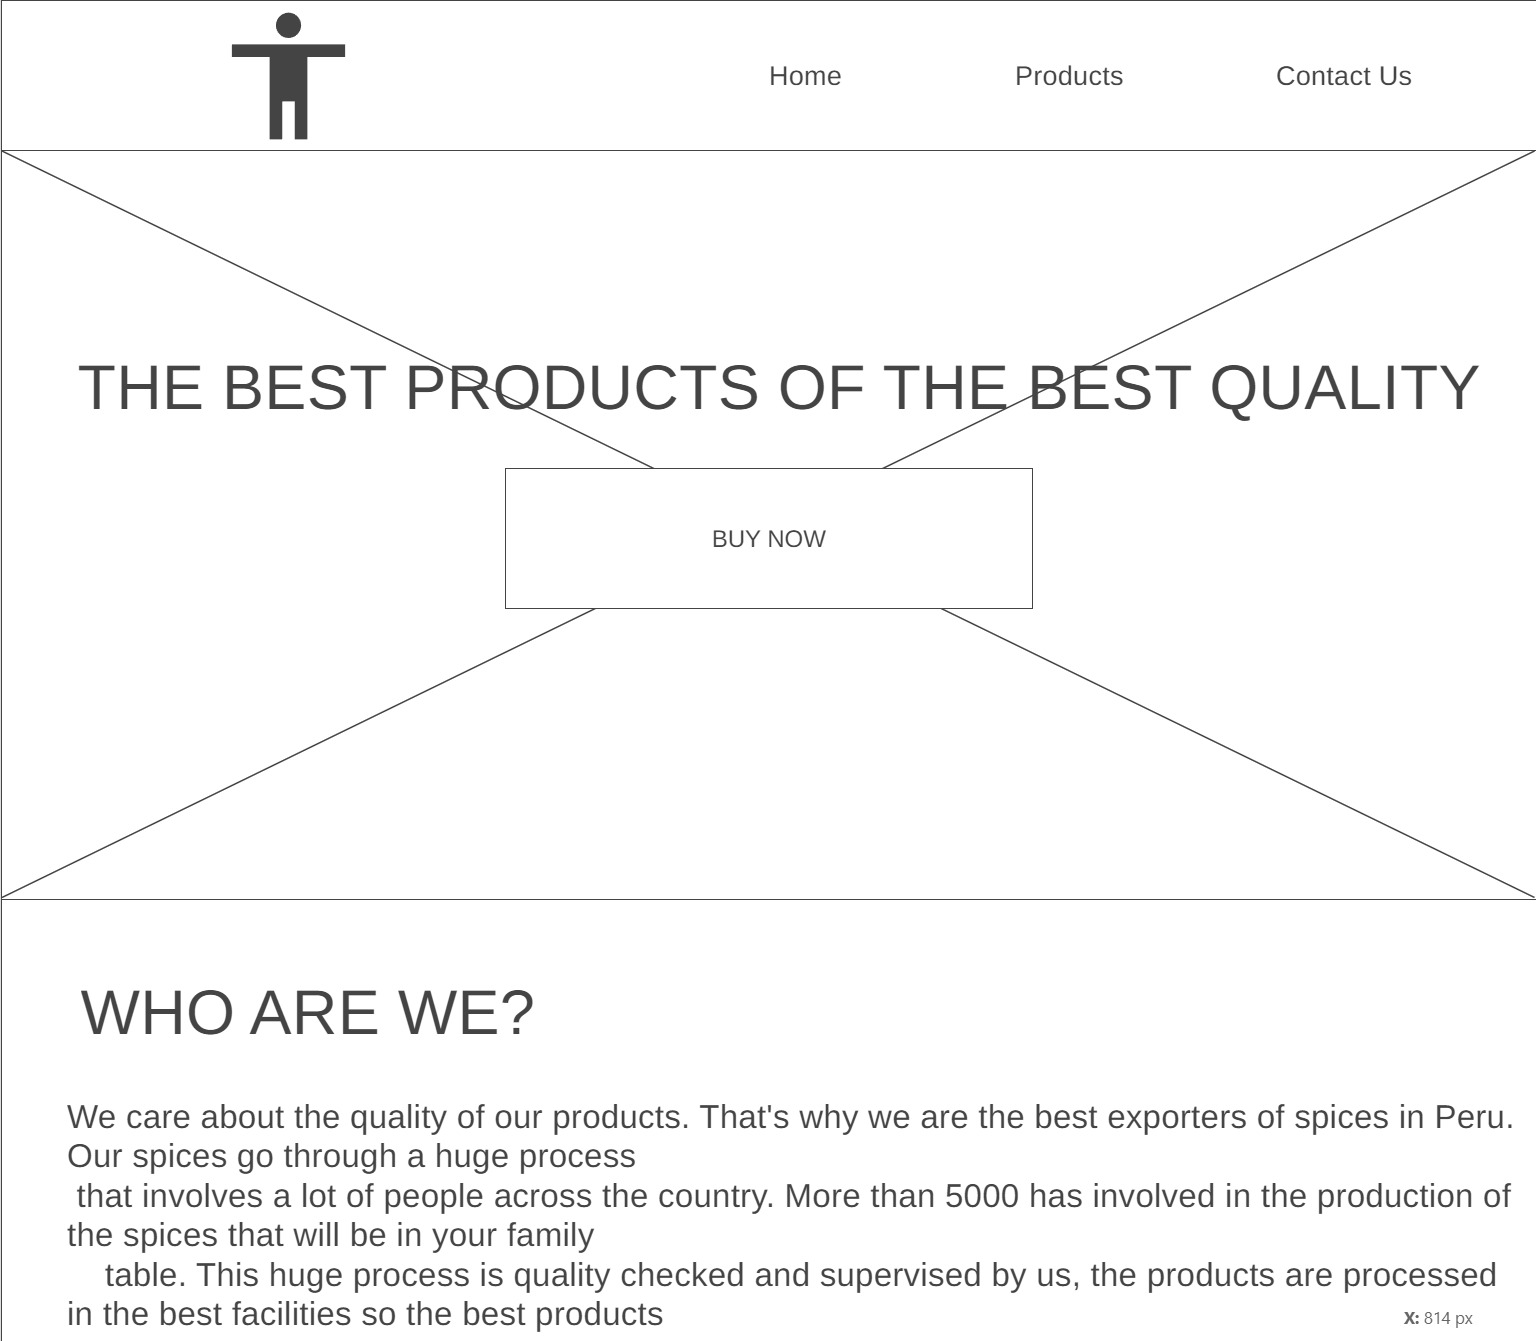 Home Products Contact Us
THE BEST PRODUCTS OF THE BEST QUALITY
BUY NOW
WHO ARE WE?
We care about the quality of our products. That's why we are the best exporters of spices in Peru.
Our spices go through a huge process
that involves a lot of people across the country. More than 5000 has involved in the production of
the spices that will be in your family
table. This huge process is quality checked and supervised by us, the products are processed
in the best facilities so the best products
X: 814 px